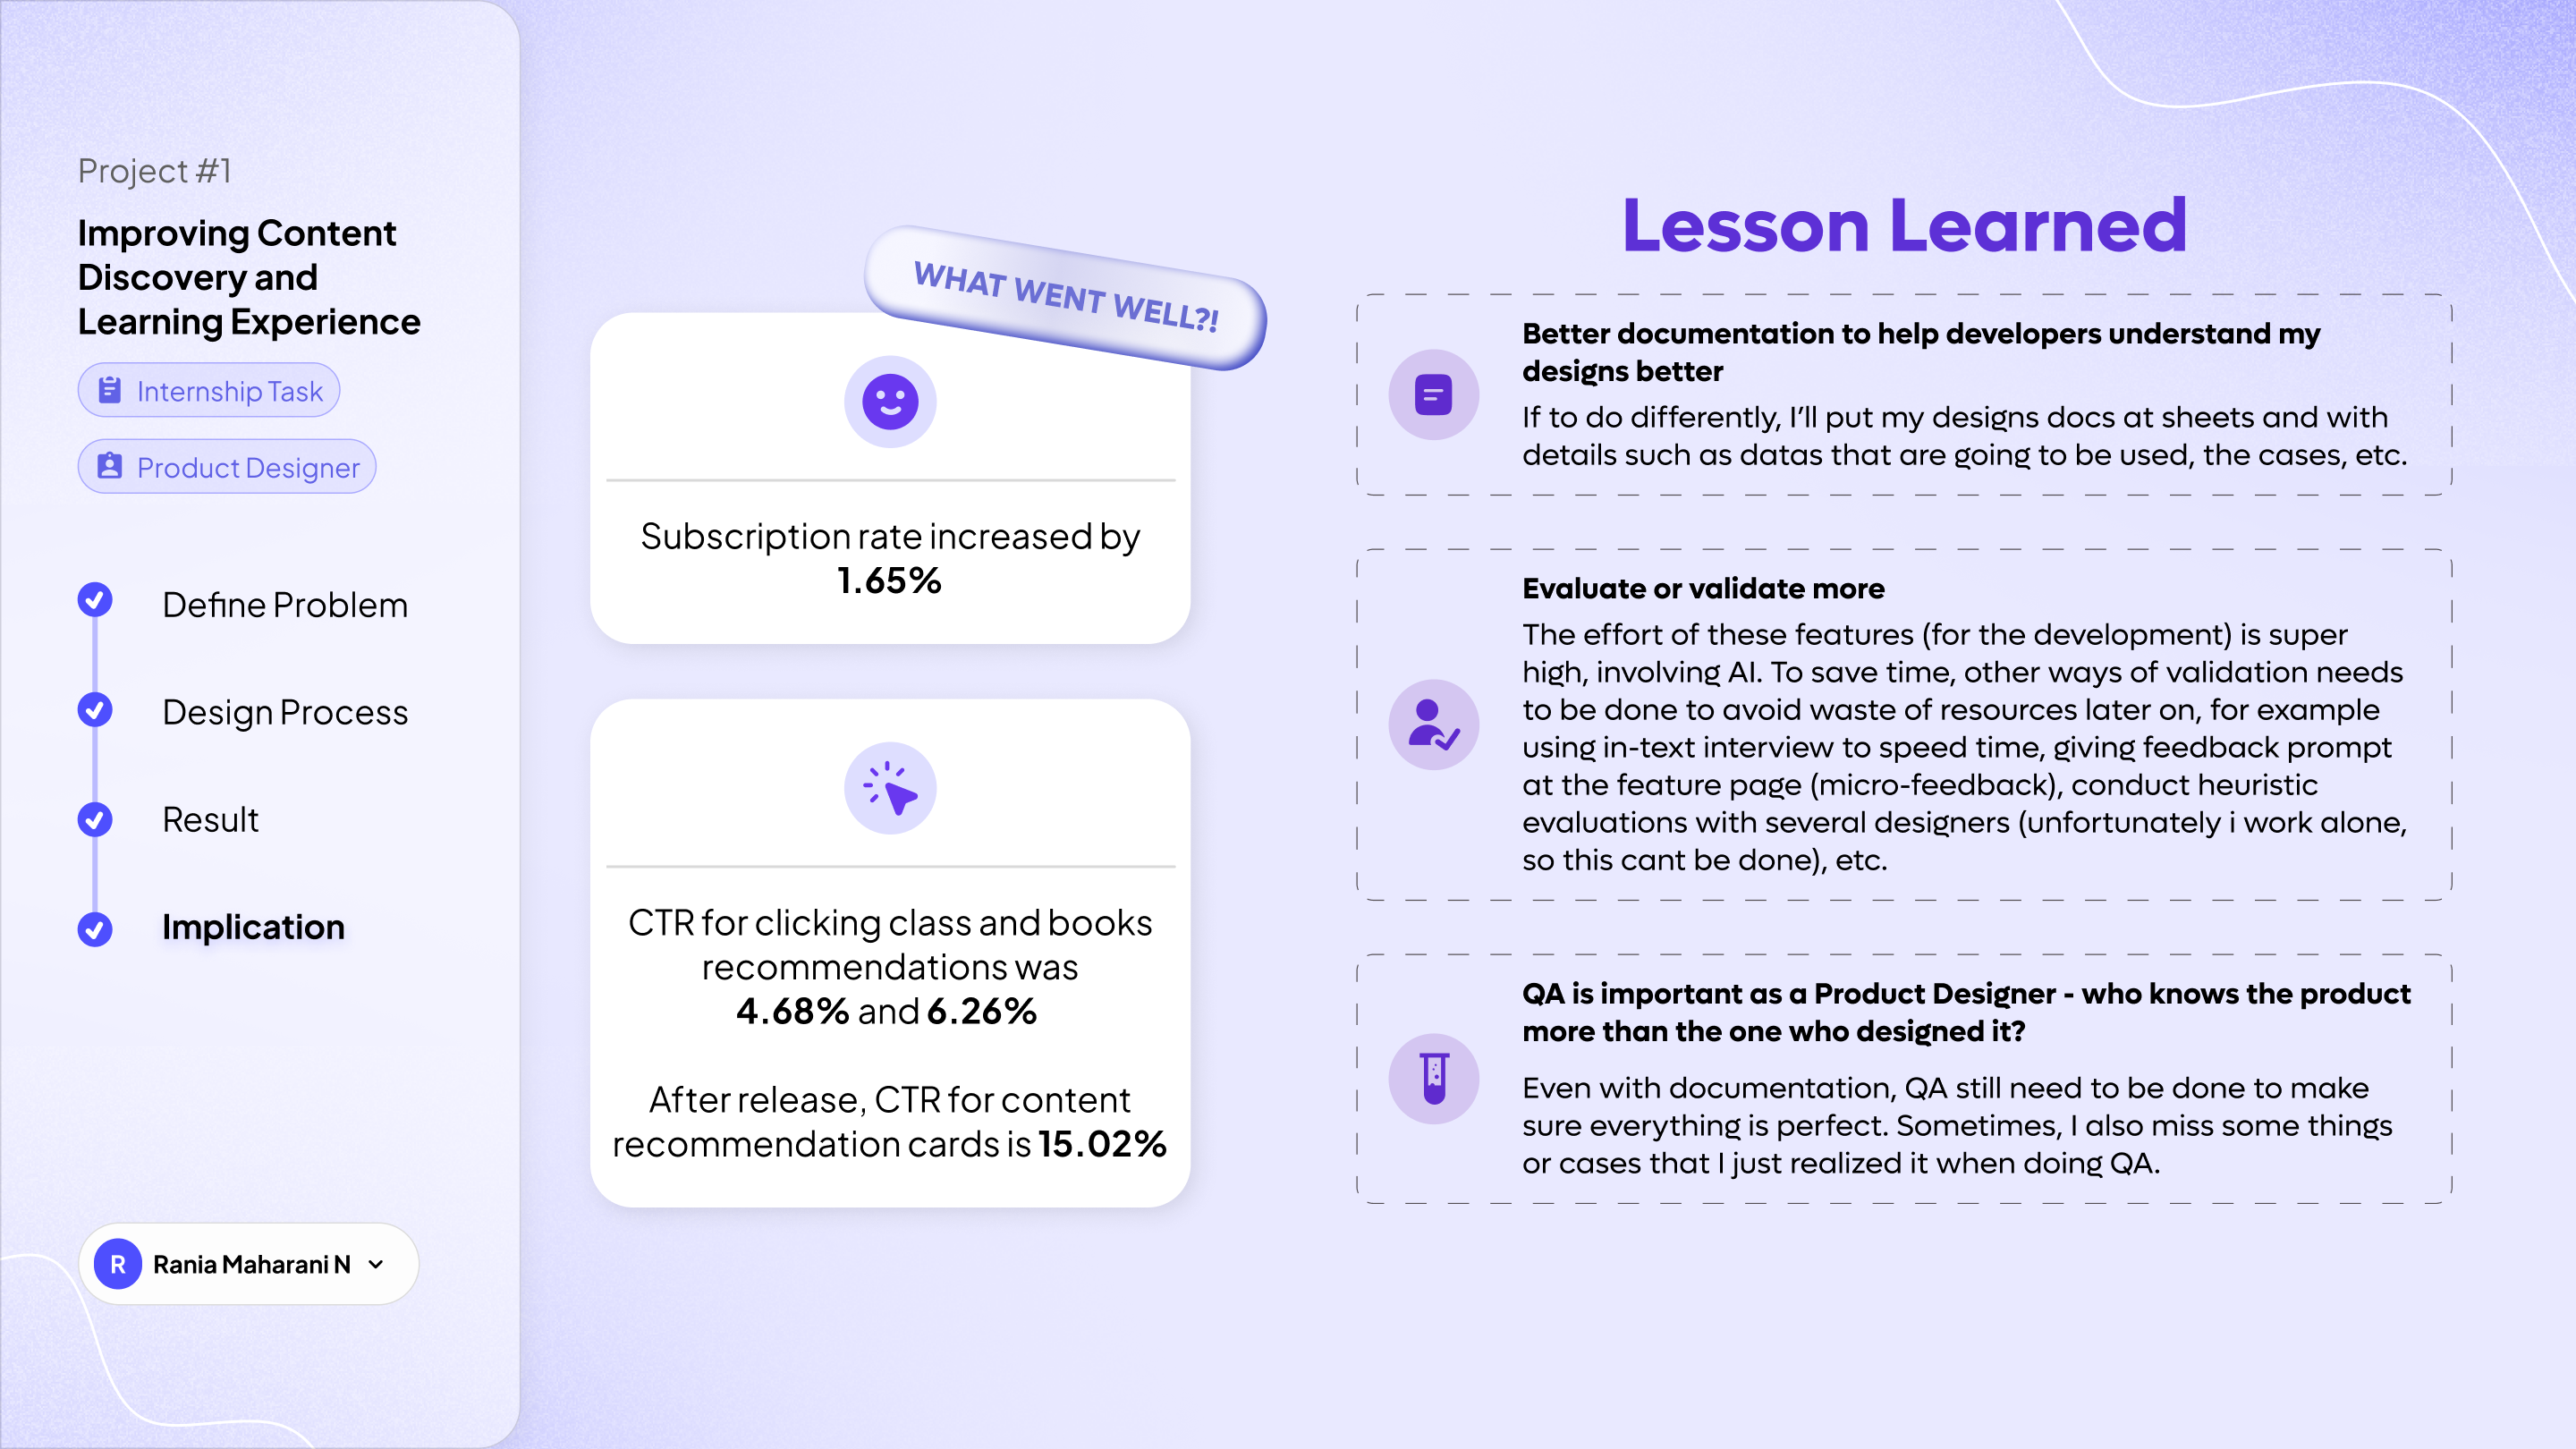 Project #1
Improving Content
Discovery and
Learning Experience
Internship Task
Product Designer
Define Problem
Design Process
Result
Implication
R
Rania Maharani N
WHAT WENT WELL?!
Subscription rate increased by
1.65%
CTR for clicking class and books
recommendations was
4.68% and 6.26%
After release, CTR for content
recommendation cards is 15.02%
Lesson Learned
Better documentation to help developers understand my
designs better
If to do differently, I'll put my designs docs at sheets and with
details such as datas that are going to be used, the cases, etc.
Evaluate or validate more
The effort of these features (for the development) is super
high, involving AI. To save time, other ways of validation needs
to be done to avoid waste of resources later on, for example
using in-text interview to speed time, giving feedback prompt
at the feature page (micro-feedback), conduct heuristic
evaluations with several designers (unfortunately i work alone,
so this cant be done), etc.
QA is important as a Product Designer - who knows the product
more than the one who designed it?
Even with documentation, QA still need to be done to make
sure everything is perfect. Sometimes, I also miss some things
or cases that I just realized it when doing QA.